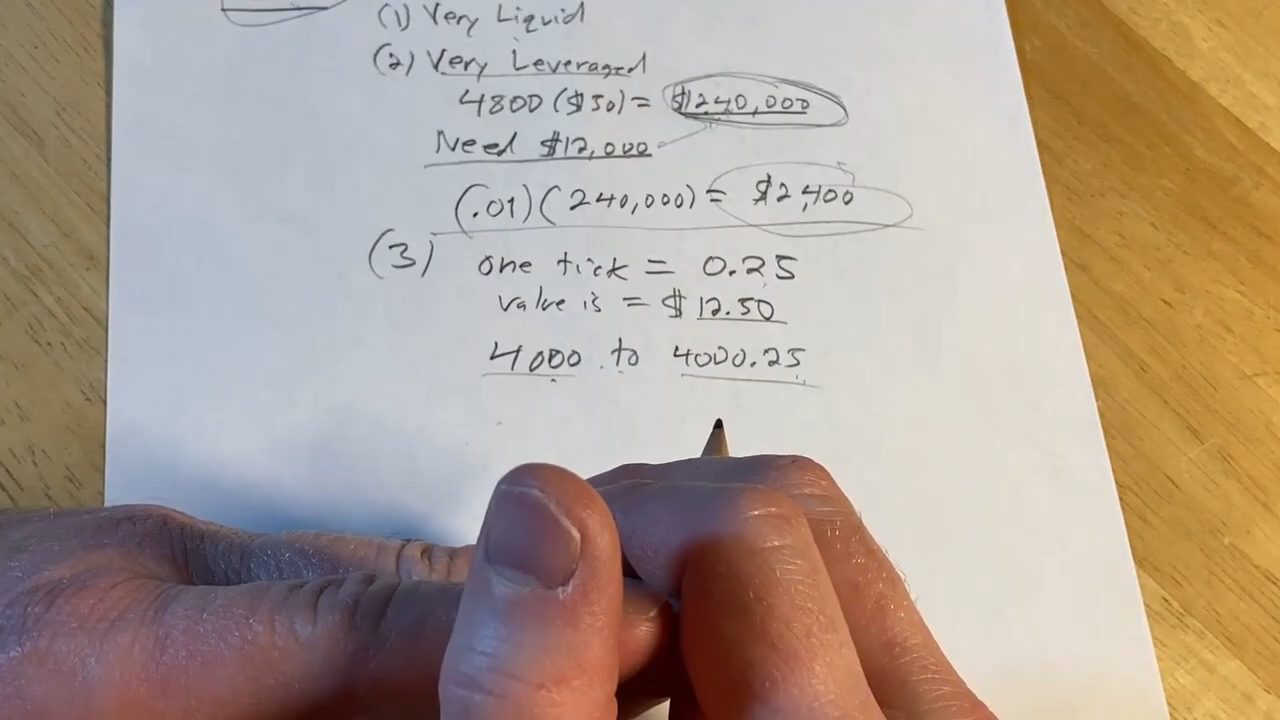 (1) Very Liquid
(2) Very Leveraged
4800 ($50) = $240,000
Need $12,000
(.01)(240,000) = $2,400
(3) one tick = 0.25
value is = $12.50
4000 to 4000.25